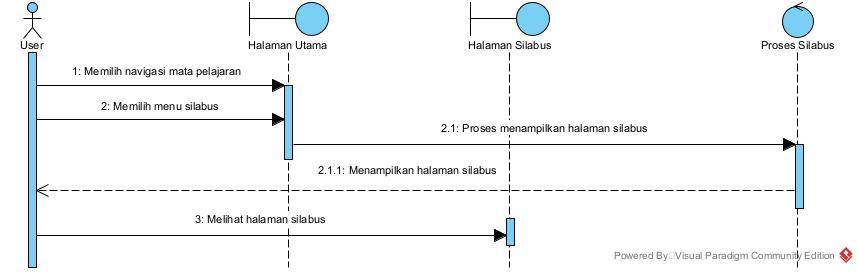 User
Halaman Utama
Halaman Silabus
Proses Silabus
1: Memilih navigasi mata pelajaran
2: Memilih menu silabus
2.1: Proses menampilkan halaman silabus
2.1.1: Menampilkan halaman silabus
3: Melihat halaman silabus
Powered By Visual Paradigm Community Edition